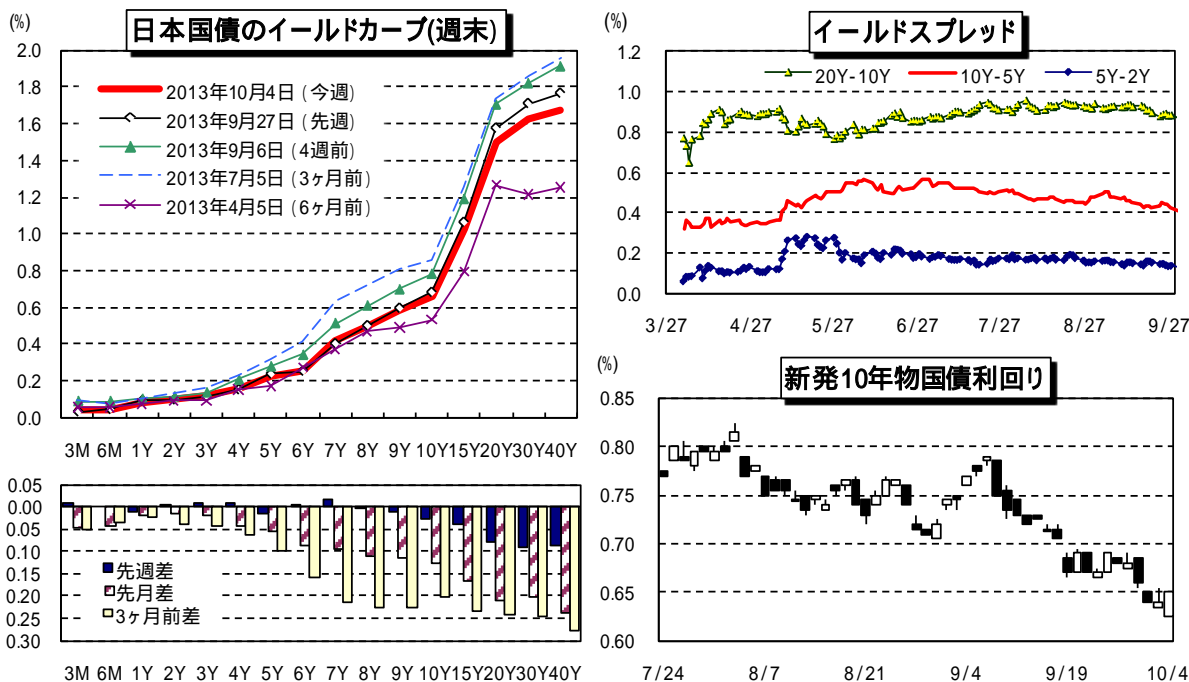 (%)
日本国債のイールドカーブ(週末)
2.0
1.8
1.6
1.4
1.2
1.0
0.8
0.6
0.4
0.2
0.0
2013年10月4日 (今週)
2013年9月27日 (先週)
2013年9月6日 (4週前)
2013年7月5日 (3ヶ月前)
2013年4月5日 (6ヶ月前)
3M 6M 1Y 2Y 3Y 4Y 5Y 6Y 7Y 8Y 9Y 10Y 15Y 20Y 30Y 40Y
0.05
0.00
0.05
0.10
0.15
0.20
0.25
0.30
先週差
先月差
3ヶ月前差
3M 6M 1Y 2Y 3Y 4Y 5Y 6Y 7Y 8Y 9Y 10Y 15Y 20Y 30Y 40Y
(%)
イールドスプレッド
1.2
1.0
0.8
0.6
0.4
0.2
0.0
20Y-10Y 10Y-5Y 5Y-2Y
3/27 4/27 5/27 6/27 7/27 8/27 9/27
(%)
新発10年物国債利回り
0.85
0.80
0.75
0.70
0.65
0.60
7/24 8/7 8/21 9/4 9/19 10/4